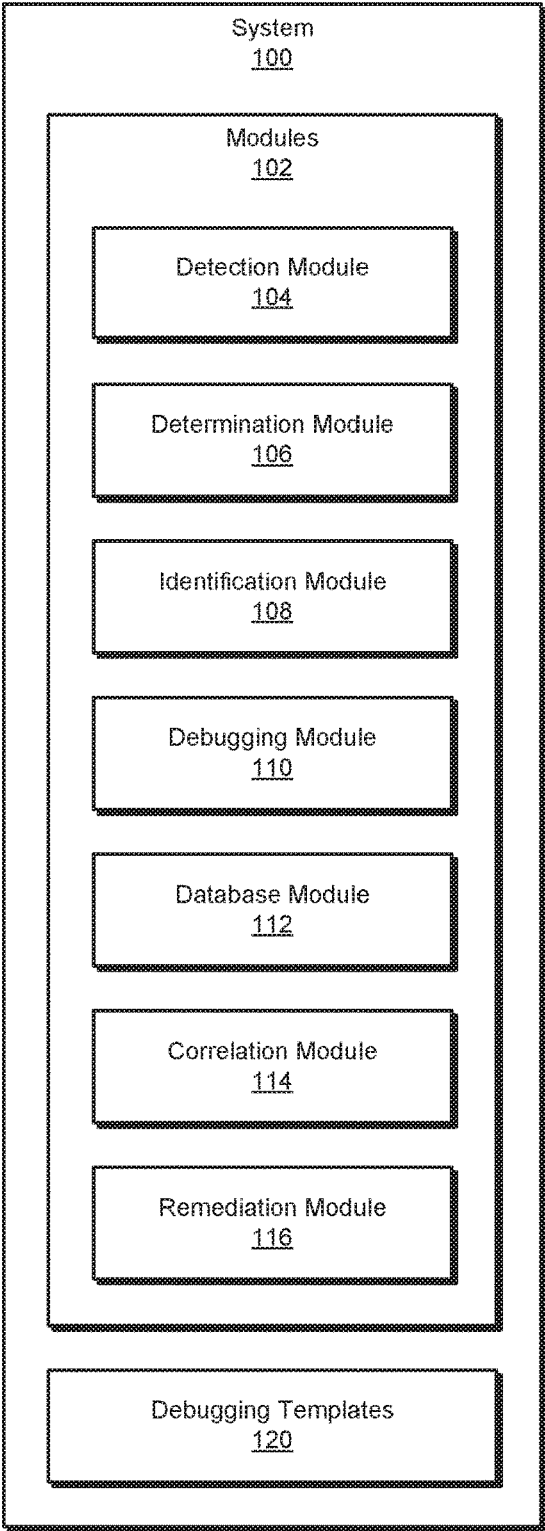 System
100
Modules
102
Detection Module
104
Determination Module
106
Identification Module
108
Debugging Module
110
Database Module
112
Correlation Module
114
Remediation Module
116
Debugging Templates
120